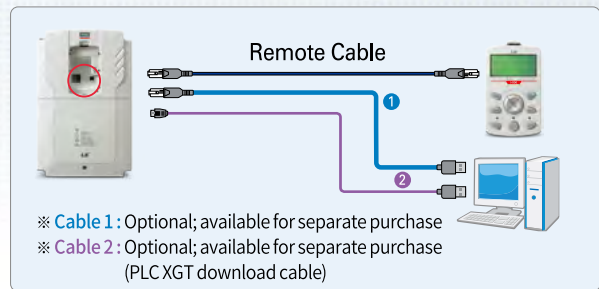 Remote Cable
1
2
LS
※ Cable 1 : Optional; available for separate purchase
※ Cable 2 : Optional; available for separate purchase
(PLC XGT download cable)